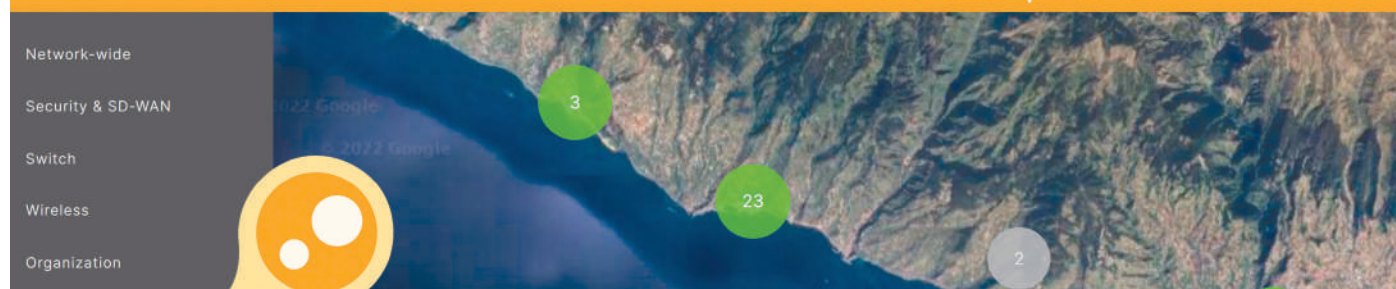 Network-wide
Security & SD-WAN
Switch
Wireless
Organization
2022 Google
© 2022 Google
3
23
2